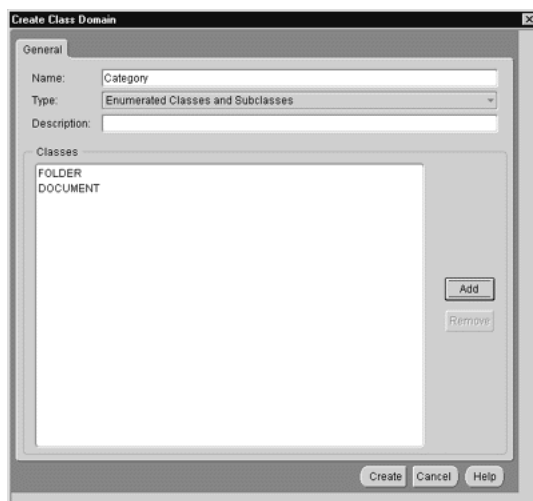 Create Class Domain
General
Name: Category
Type: Enumerated Classes and Subclasses
Description:
Classes
FOLDER
DOCUMENT
Add
Remove
Create Cancel Help